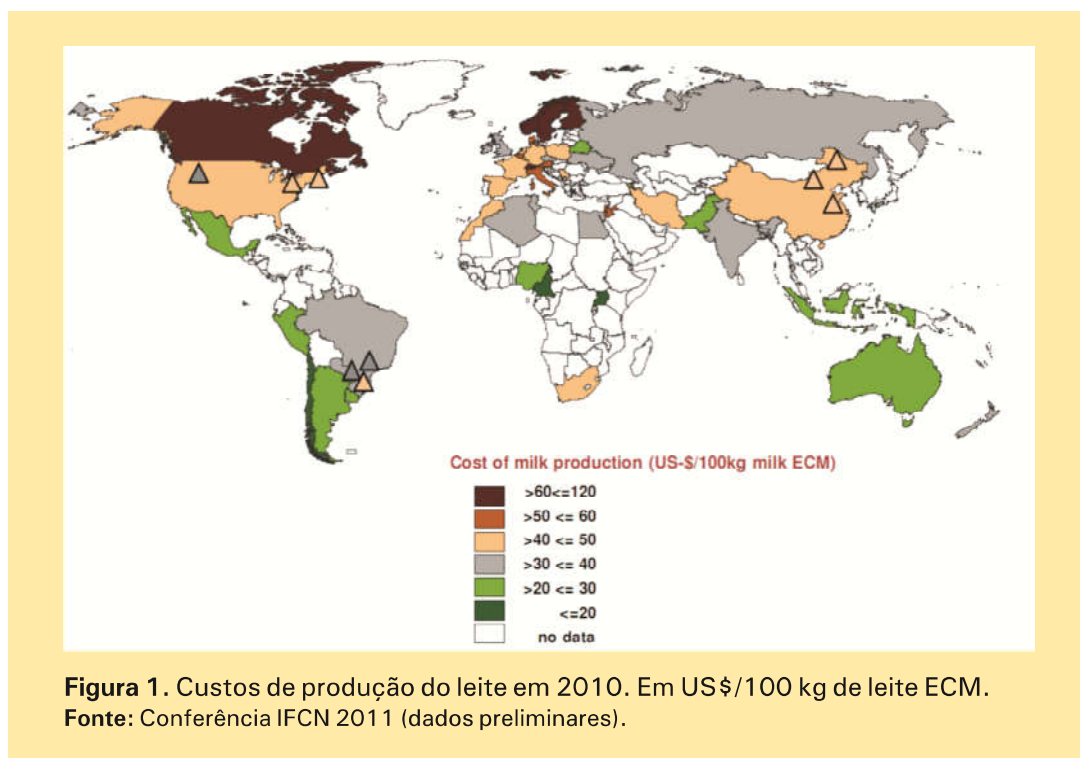 Cost of milk production (US-$/100kg milk ECM)
>60<=120
>50 <= 60
>40 <= 50
>30 <= 40
>20 <= 30
<=20
no data
Figura 1. Custos de produção do leite em 2010. Em US$/100 kg de leite ECM.
Fonte: Conferência IFCN 2011 (dados preliminares).